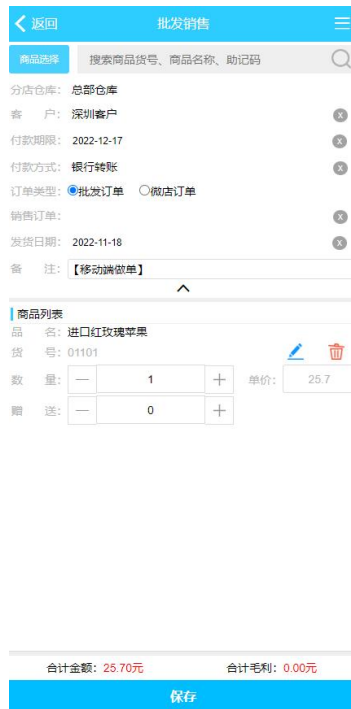 返回 批发销售
商品选择 搜索商品货号、商品名称、助记码
分店仓库: 总部仓库
客 户: 深圳客户
付款期限: 2022-12-17
付款方式: 银行转账
订单类型: 批发订单 微店订单
销售订单:
发货日期: 2022-11-18
备 注: 【移动端做单】
商品列表
品 名: 进口红玫瑰苹果
货 号: 01101
数 量: — 1 + 单价: 25.7
赠 送: — 0 +
合计金额: 25.70元 合计毛利: 0.00元
保存